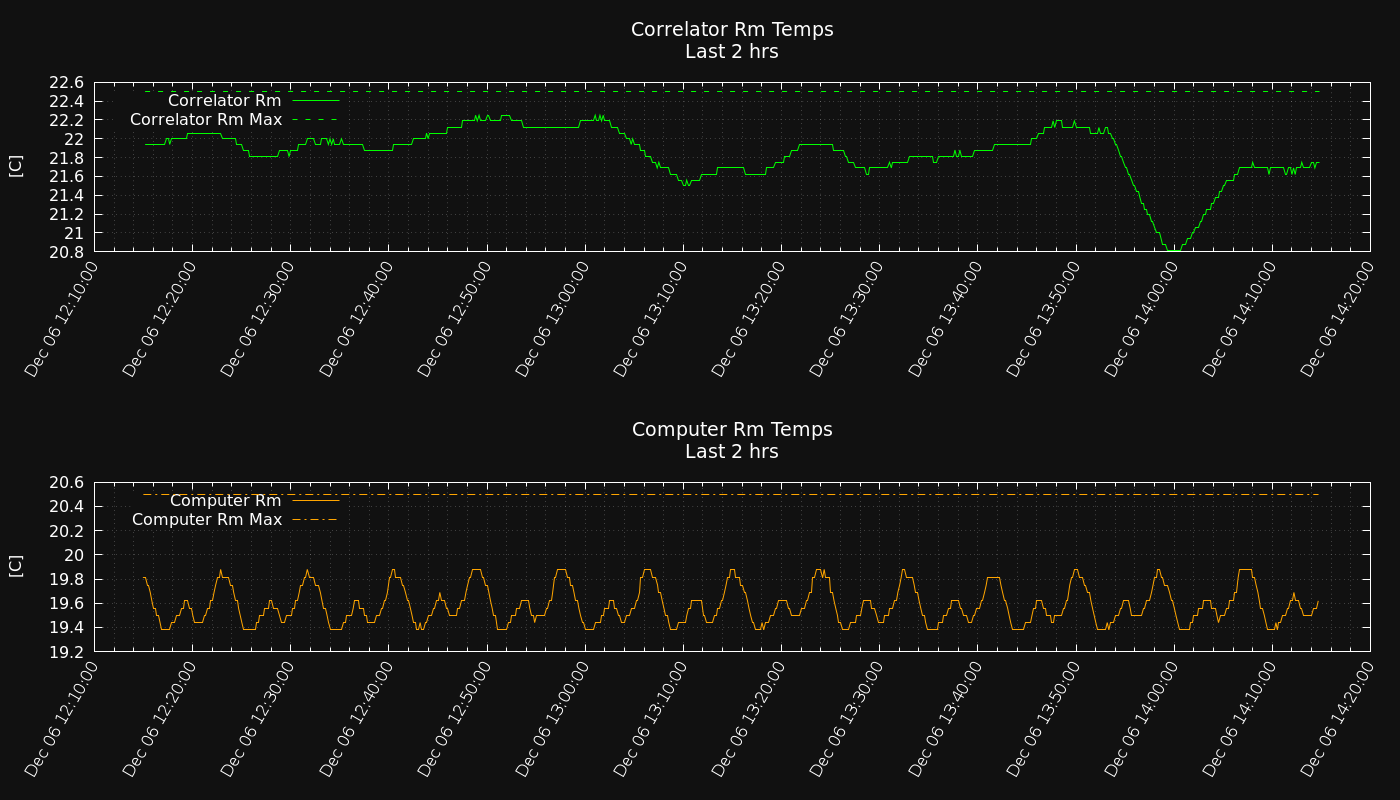 Correlator Rm Temps
Last 2 hrs
22.6
22.4
22.2
22
21.8
21.6
21.4
21.2
21
20.8
[C]
Correlator Rm
Correlator Rm Max
Dec 06 12:10:00
Dec 06 12:20:00
Dec 06 12:30:00
Dec 06 12:40:00
Dec 06 12:50:00
Dec 06 13:00:00
Dec 06 13:10:00
Dec 06 13:20:00
Dec 06 13:30:00
Dec 06 13:40:00
Dec 06 13:50:00
Dec 06 14:00:00
Dec 06 14:10:00
Dec 06 14:20:00
Computer Rm Temps
Last 2 hrs
20.6
20.4
20.2
20
19.8
19.6
19.4
19.2
[C]
Computer Rm
Computer Rm Max
Dec 06 12:10:00
Dec 06 12:20:00
Dec 06 12:30:00
Dec 06 12:40:00
Dec 06 12:50:00
Dec 06 13:00:00
Dec 06 13:10:00
Dec 06 13:20:00
Dec 06 13:30:00
Dec 06 13:40:00
Dec 06 13:50:00
Dec 06 14:00:00
Dec 06 14:10:00
Dec 06 14:20:00